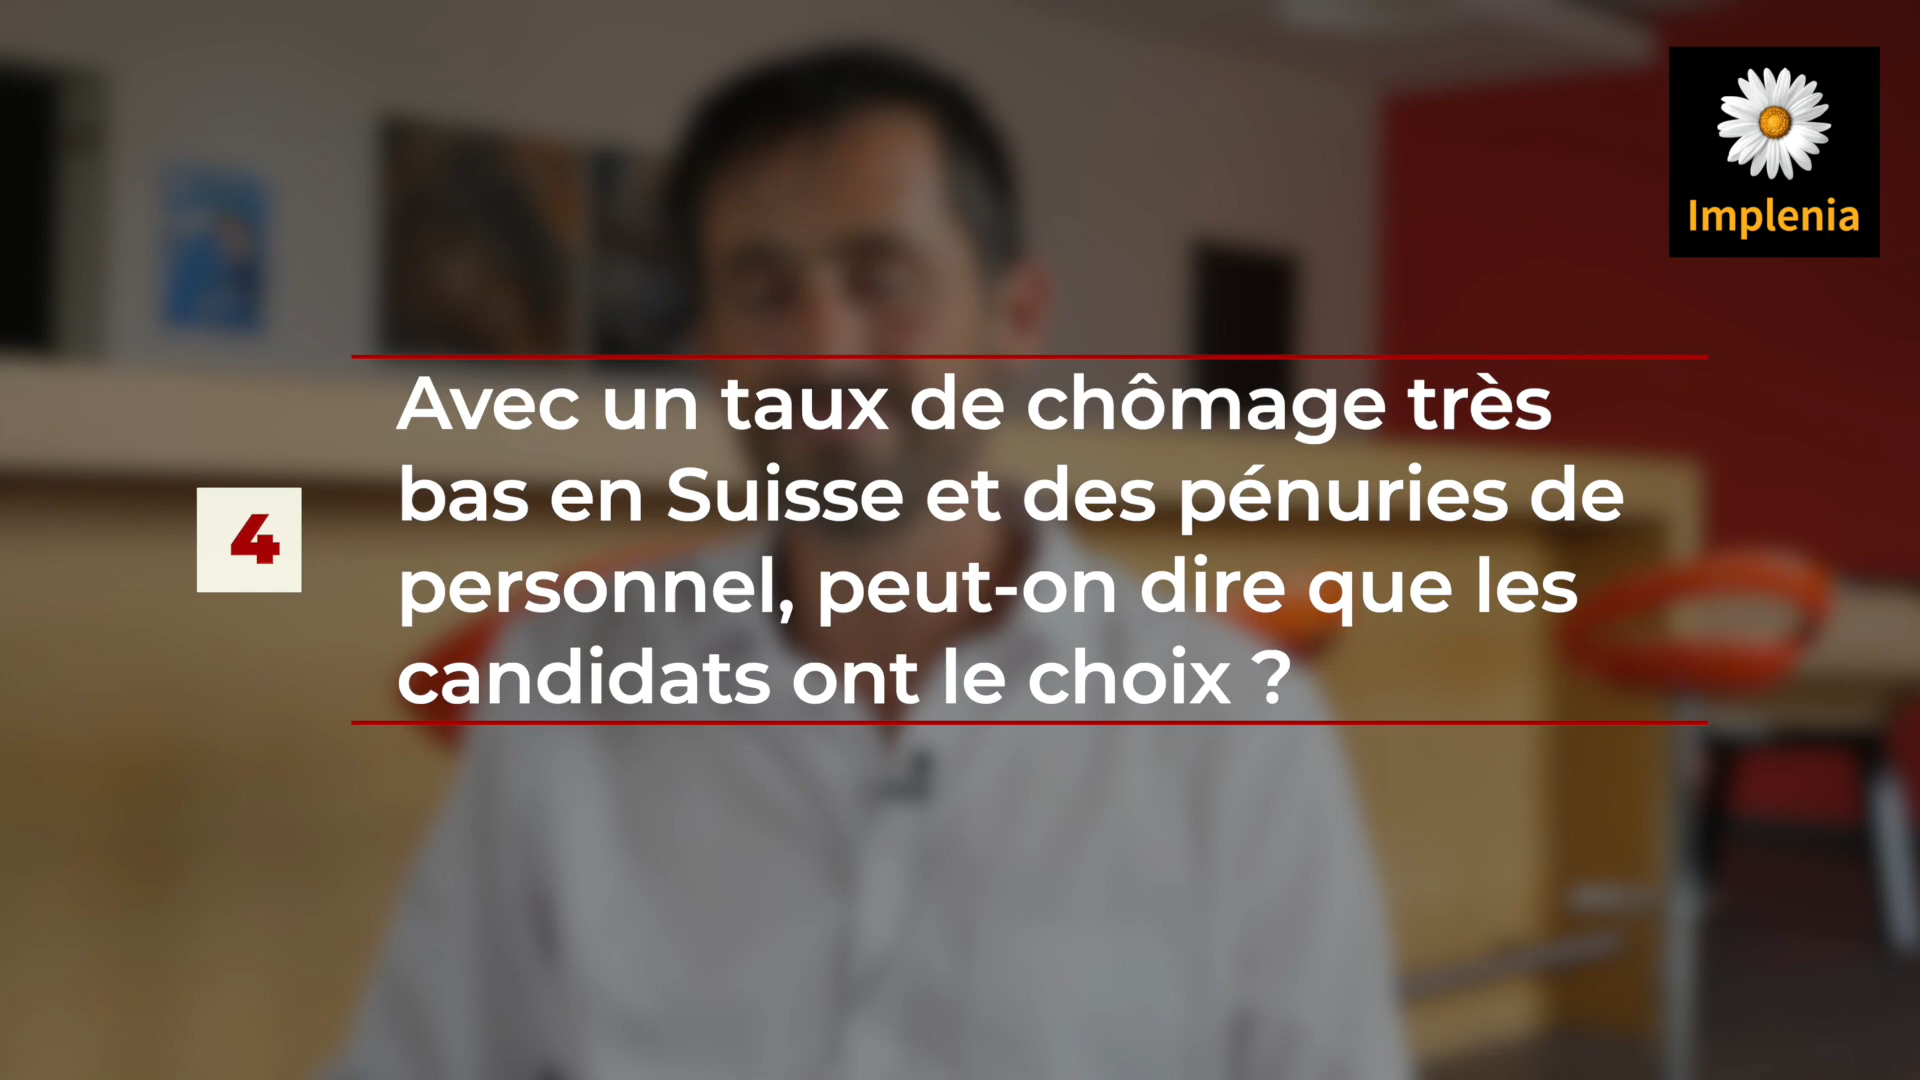 Implenia
4
Avec un taux de chômage très
bas en Suisse et des pénuries de
personnel, peut-on dire que les
candidats ont le choix ?